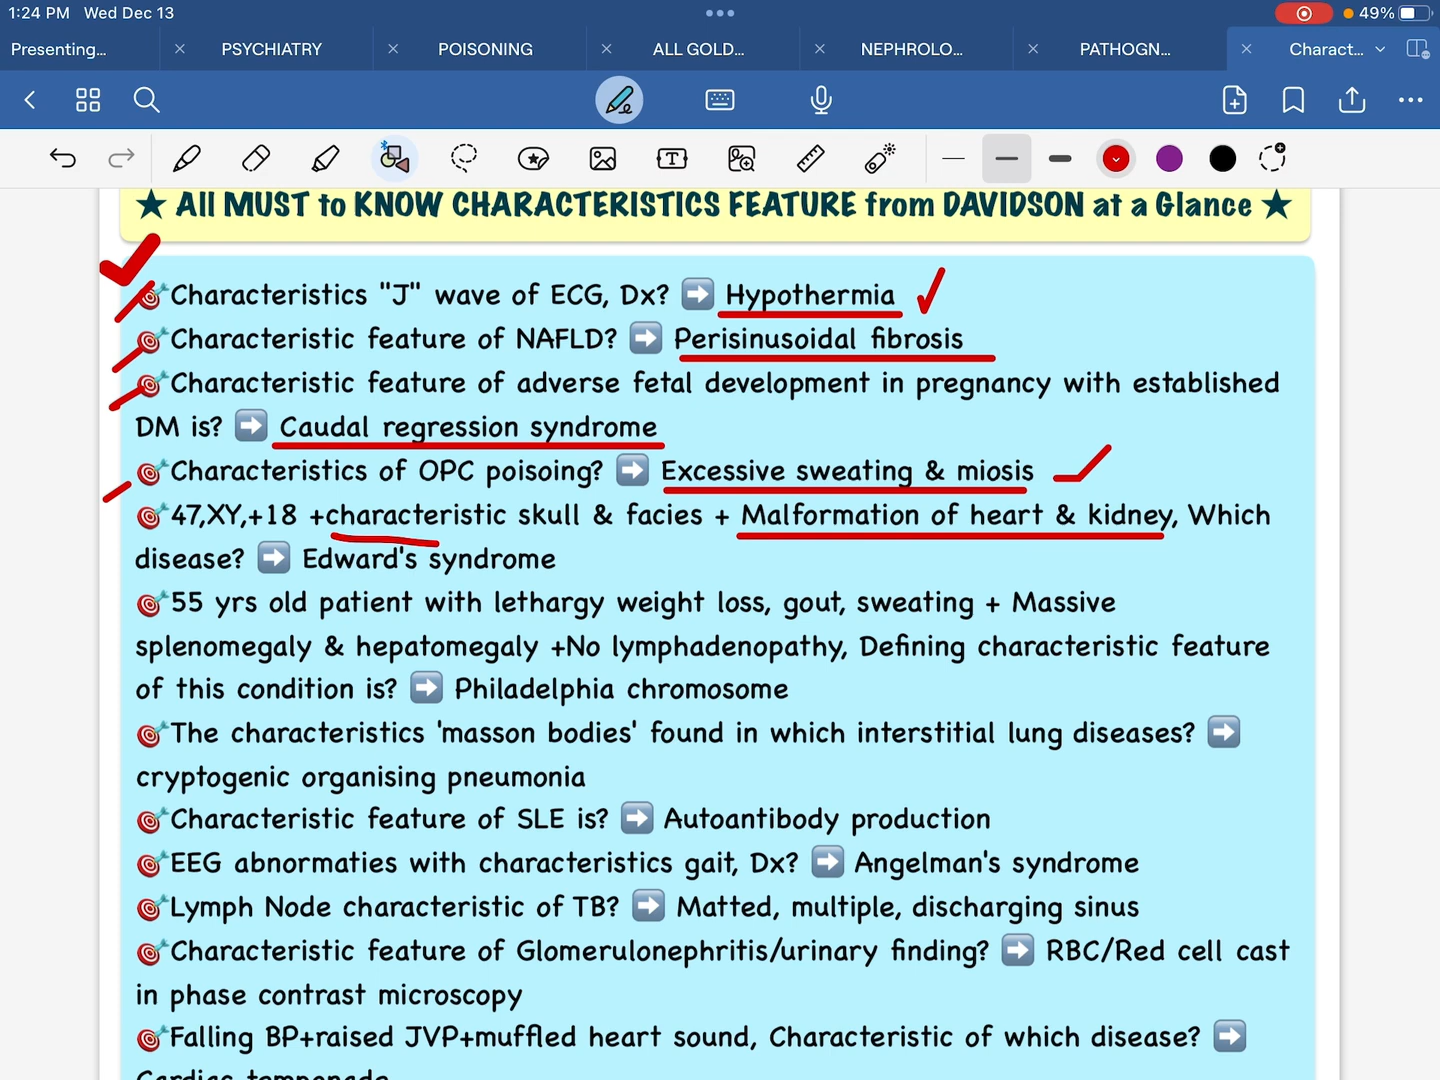 1:24 PM Wed Dec 13
49%
Presenting...
PSYCHIATRY
POISONING
ALL GOLD...
NEPHROLO...
PATHOGN...
Charact...
★ All MUST to KNOW CHARACTERISTICS FEATURE from DAVIDSON at a Glance ★
🎯Characteristics "J" wave of ECG, Dx? ➡️ Hypothermia
🎯Characteristic feature of NAFLD? ➡️ Perisinusoidal fibrosis
🎯Characteristic feature of adverse fetal development in pregnancy with established
DM is? ➡️ Caudal regression syndrome
🎯Characteristics of OPC poisoing? ➡️ Excessive sweating & miosis
🎯47,XY,+18 +characteristic skull & facies + Malformation of heart & kidney, Which
disease? ➡️ Edward's syndrome
🎯55 yrs old patient with lethargy weight loss, gout, sweating + Massive
splenomegaly & hepatomegaly +No lymphadenopathy, Defining characteristic feature
of this condition is? ➡️ Philadelphia chromosome
🎯The characteristics 'masson bodies' found in which interstitial lung diseases? ➡️
cryptogenic organising pneumonia
🎯Characteristic feature of SLE is? ➡️ Autoantibody production
🎯EEG abnormaties with characteristics gait, Dx? ➡️ Angelman's syndrome
🎯Lymph Node characteristic of TB? ➡️ Matted, multiple, discharging sinus
🎯Characteristic feature of Glomerulonephritis/urinary finding? ➡️ RBC/Red cell cast
in phase contrast microscopy
🎯Falling BP+raised JVP+muffled heart sound, Characteristic of which disease? ➡️
Cardiac temponade